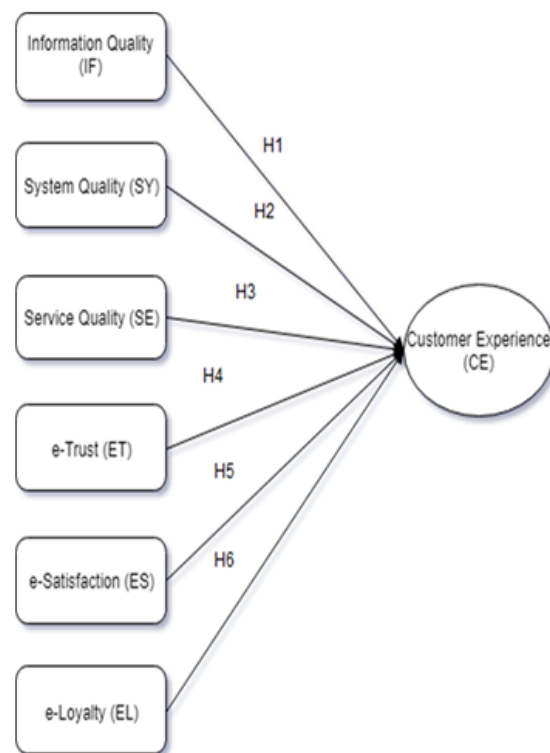 Information Quality
(IF)
H1
System Quality (SY)
H2
Service Quality (SE)
H3
Customer Experience
(CE)
H4
e-Trust (ET)
H5
e-Satisfaction (ES)
H6
e-Loyalty (EL)